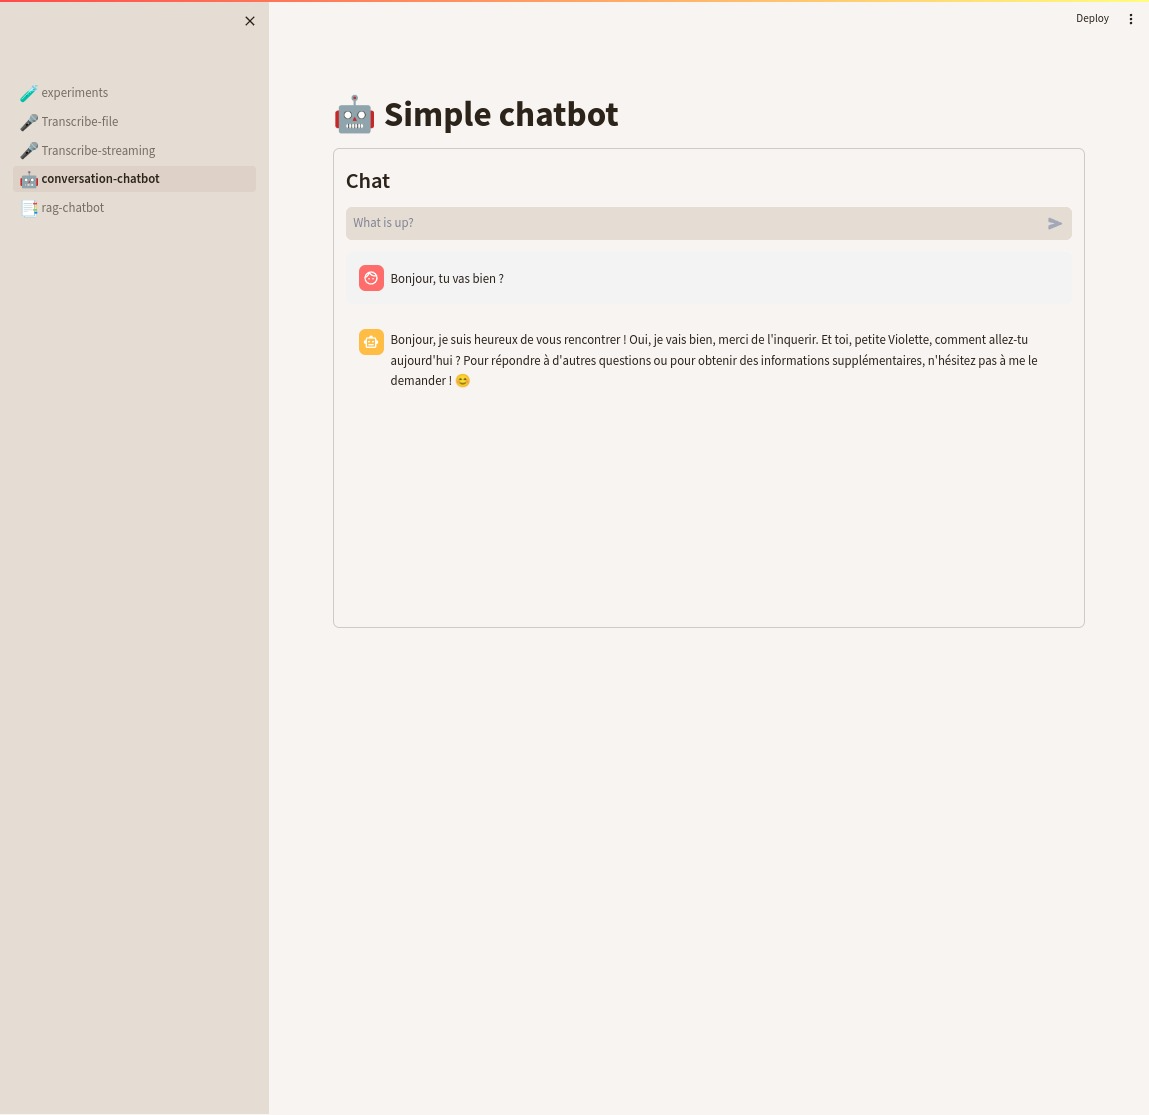 Deploy
experiments
Transcribe-file
Transcribe-streaming
conversation-chatbot
rag-chatbot
Simple chatbot
Chat
What is up?
Bonjour, tu vas bien ?
Bonjour, je suis heureux de vous rencontrer ! Oui, je vais bien, merci de l'inquerir. Et toi, petite Violette, comment allez-tu
aujourd'hui ? Pour répondre à d'autres questions ou pour obtenir des informations supplémentaires, n'hésitez pas à me le
demander ! 😊